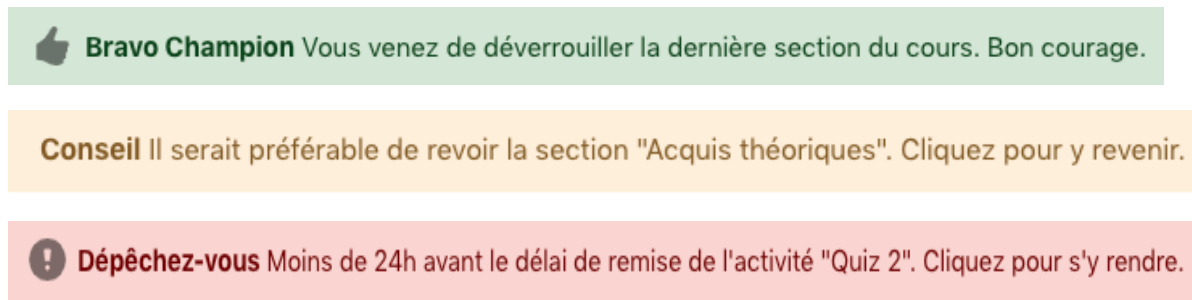 Bravo Champion Vous venez de déverrouiller la dernière section du cours. Bon courage.
Conseil Il serait préférable de revoir la section "Acquis théoriques". Cliquez pour y revenir.
Dépêchez-vous Moins de 24h avant le délai de remise de l'activité "Quiz 2". Cliquez pour s'y rendre.